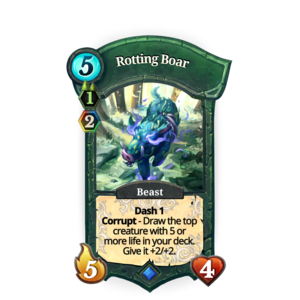 Rotting Boar
5
1
2
Beast
Dash 1
Corrupt - Draw the top
creature with 5 or
more life in your deck.
Give it +2/+2.
5
4